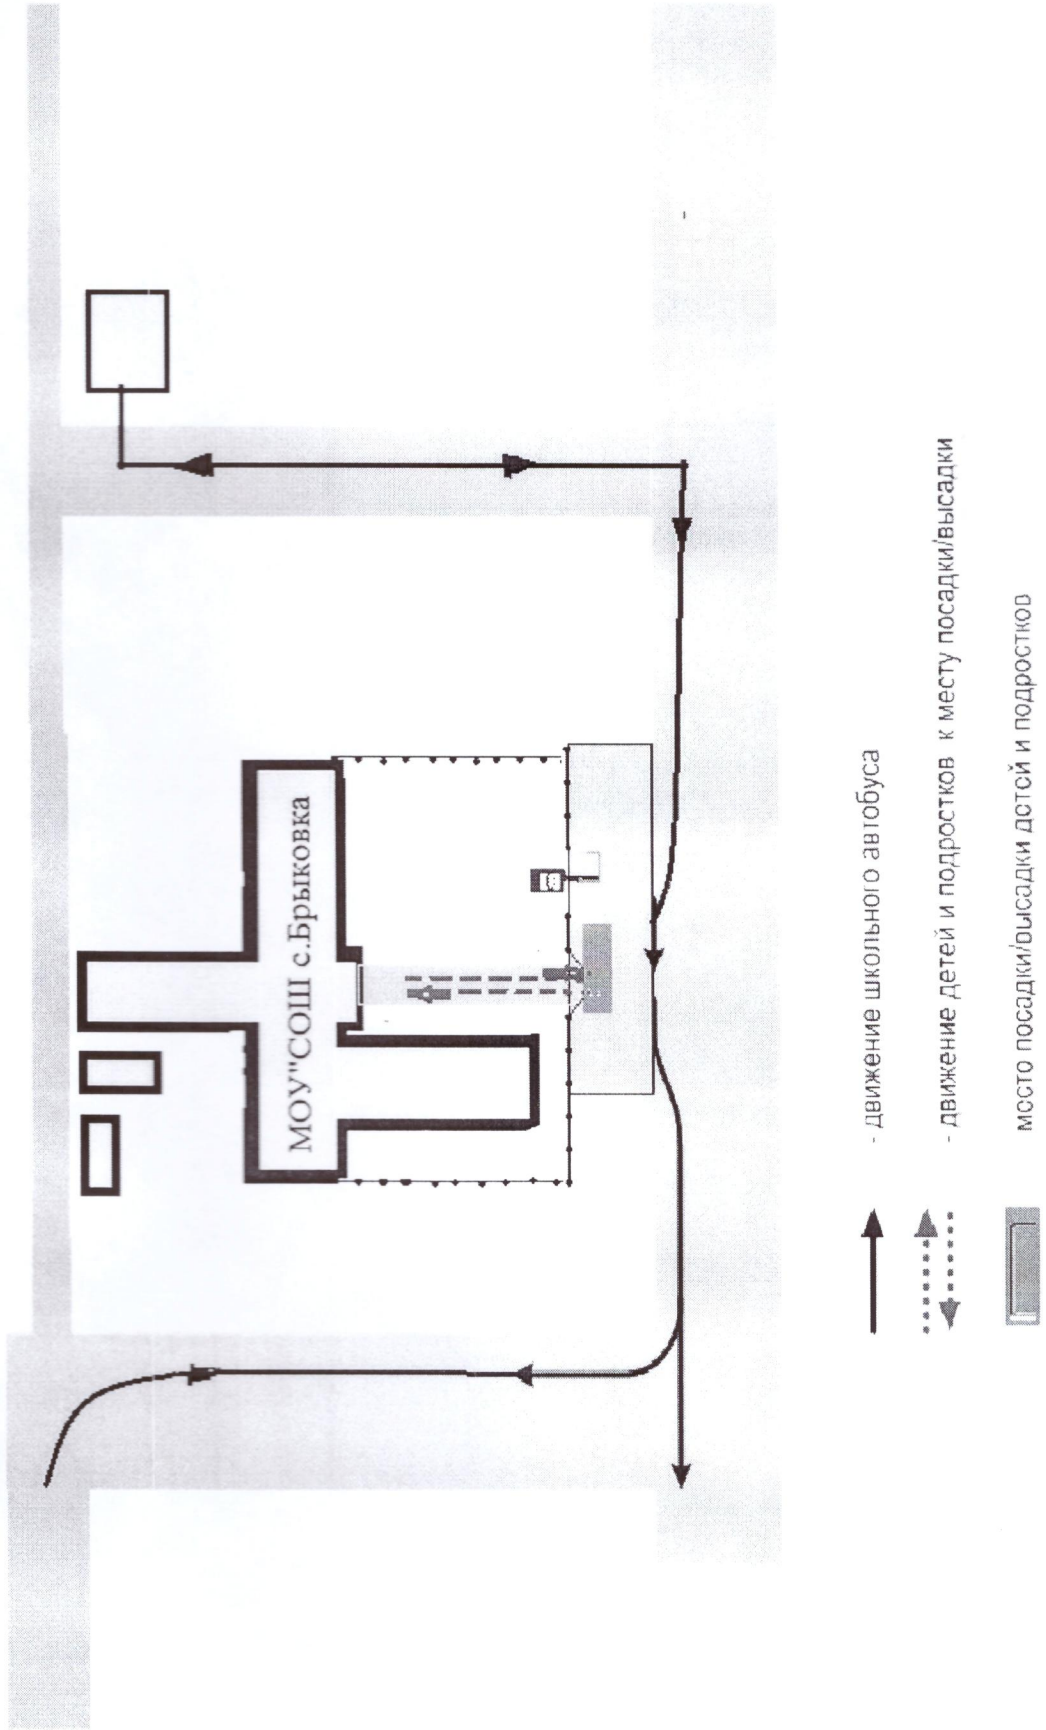 МОУ"СОШ с.Брыковка
- движение школьного автобуса
- движение детей и подростков к месту посадки/высадки
место посадки/высадки детей и подростков